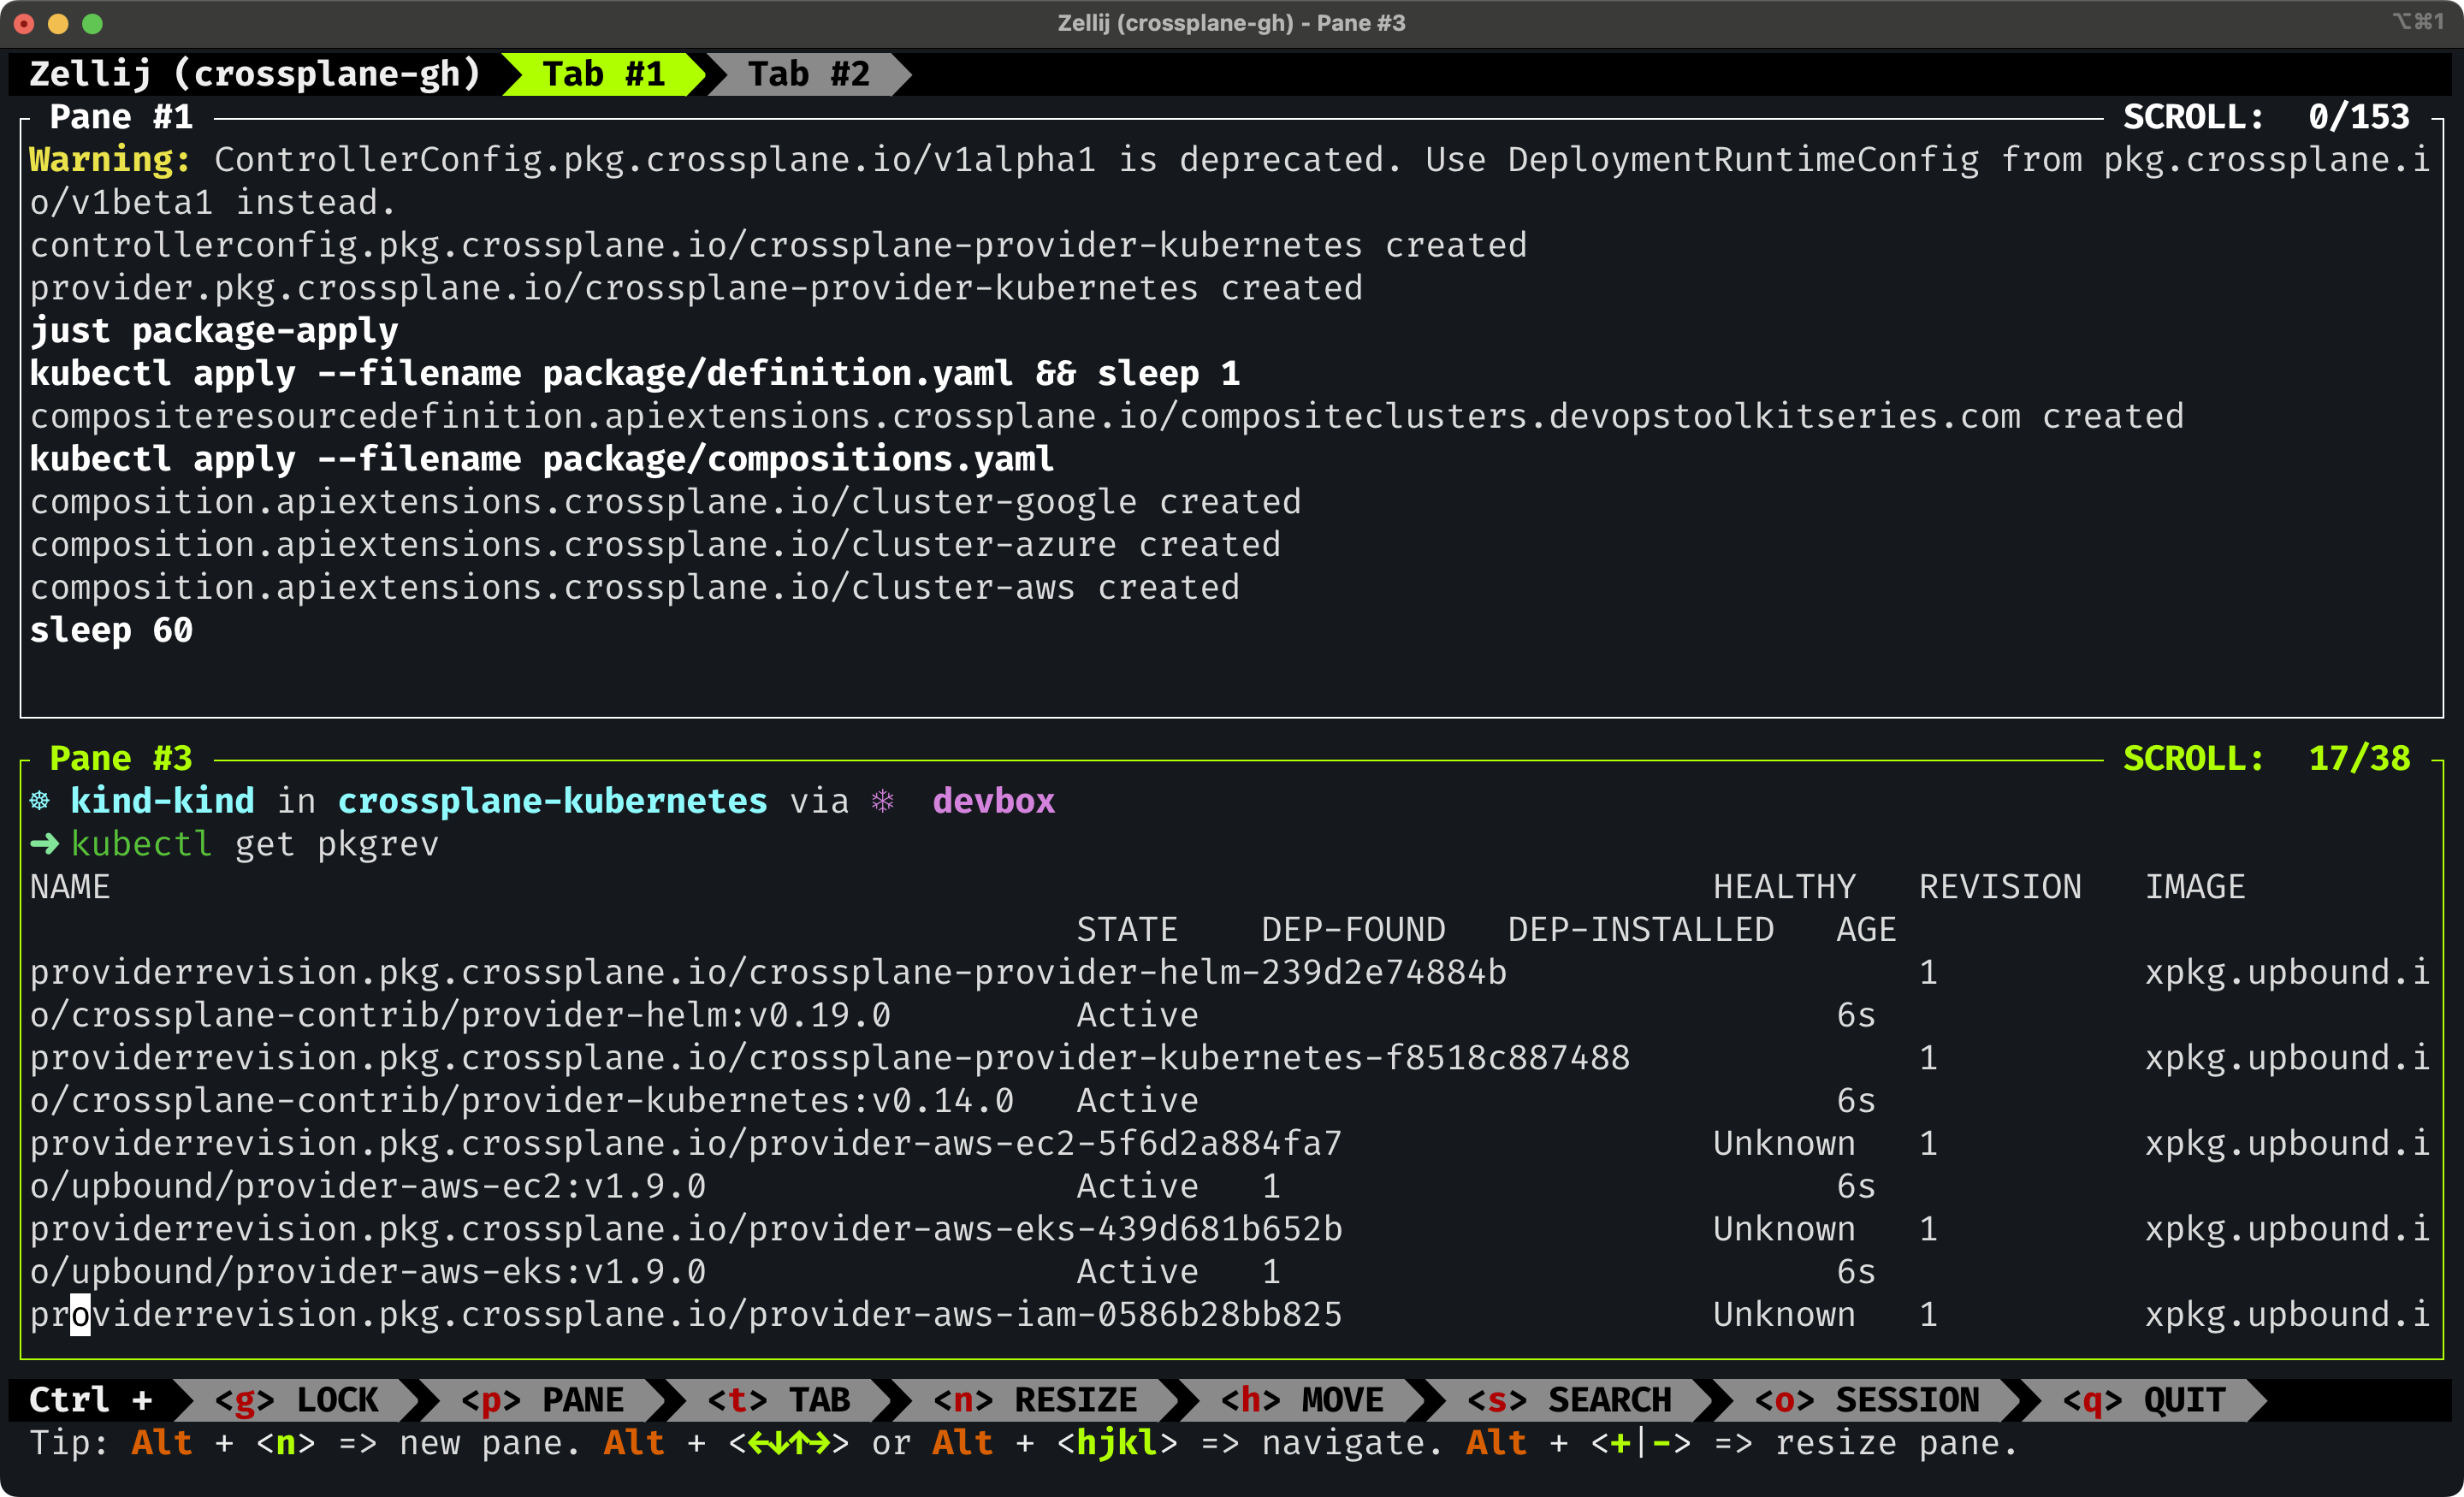 Zellij (crossplane-gh) - Pane #3
⌥⌘1
Zellij (crossplane-gh) Tab #1 Tab #2
Pane #1 SCROLL: 0/153
Warning: ControllerConfig.pkg.crossplane.io/v1alpha1 is deprecated. Use DeploymentRuntimeConfig from pkg.crossplane.i
o/v1beta1 instead.
controllerconfig.pkg.crossplane.io/crossplane-provider-kubernetes created
provider.pkg.crossplane.io/crossplane-provider-kubernetes created
just package-apply
kubectl apply --filename package/definition.yaml && sleep 1
compositeresourcedefinition.apiextensions.crossplane.io/compositeclusters.devopstoolkitseries.com created
kubectl apply --filename package/compositions.yaml
composition.apiextensions.crossplane.io/cluster-google created
composition.apiextensions.crossplane.io/cluster-azure created
composition.apiextensions.crossplane.io/cluster-aws created
sleep 60
Pane #3 SCROLL: 17/38
☸ kind-kind in crossplane-kubernetes via ❄ devbox
➜ kubectl get pkgrev
NAME HEALTHY REVISION IMAGE
STATE DEP-FOUND DEP-INSTALLED AGE
providerrevision.pkg.crossplane.io/crossplane-provider-helm-239d2e74884b 1 xpkg.upbound.i
o/crossplane-contrib/provider-helm:v0.19.0 Active 6s
providerrevision.pkg.crossplane.io/crossplane-provider-kubernetes-f8518c887488 1 xpkg.upbound.i
o/crossplane-contrib/provider-kubernetes:v0.14.0 Active 6s
providerrevision.pkg.crossplane.io/provider-aws-ec2-5f6d2a884fa7 Unknown 1 xpkg.upbound.i
o/upbound/provider-aws-ec2:v1.9.0 Active 1 6s
providerrevision.pkg.crossplane.io/provider-aws-eks-439d681b652b Unknown 1 xpkg.upbound.i
o/upbound/provider-aws-eks:v1.9.0 Active 1 6s
providerrevision.pkg.crossplane.io/provider-aws-iam-0586b28bb825 Unknown 1 xpkg.upbound.i
Ctrl + <g> LOCK <p> PANE <t> TAB <n> RESIZE <h> MOVE <s> SEARCH <o> SESSION <q> QUIT
Tip: Alt + <n> => new pane. Alt + <←↓↑→> or Alt + <hjkl> => navigate. Alt + <+|-> => resize pane.